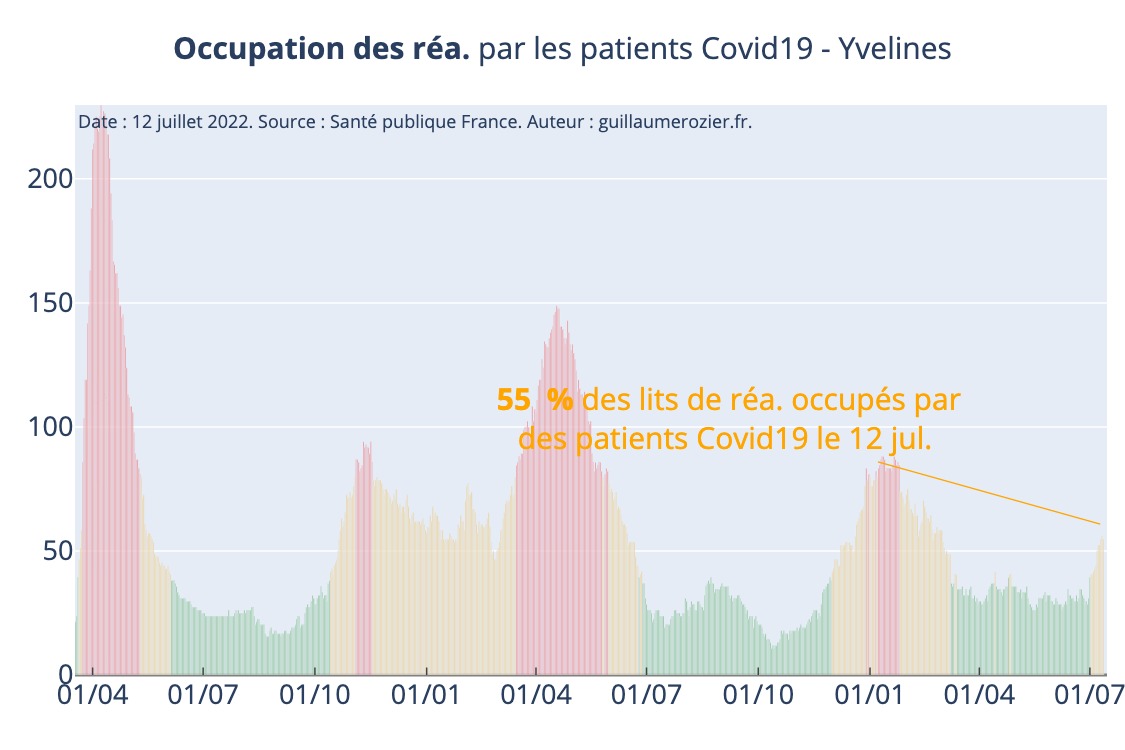 Occupation des réa. par les patients Covid19 - Yvelines
Date : 12 juillet 2022. Source : Santé publique France. Auteur : guillaumerozier.fr.
200
150
55 % des lits de réa. occupés par
100
des patients Covid19 le 12 jul.
50
0
01/04 01/07 01/10 01/01 01/04 01/07 01/10 01/01 01/04 01/07